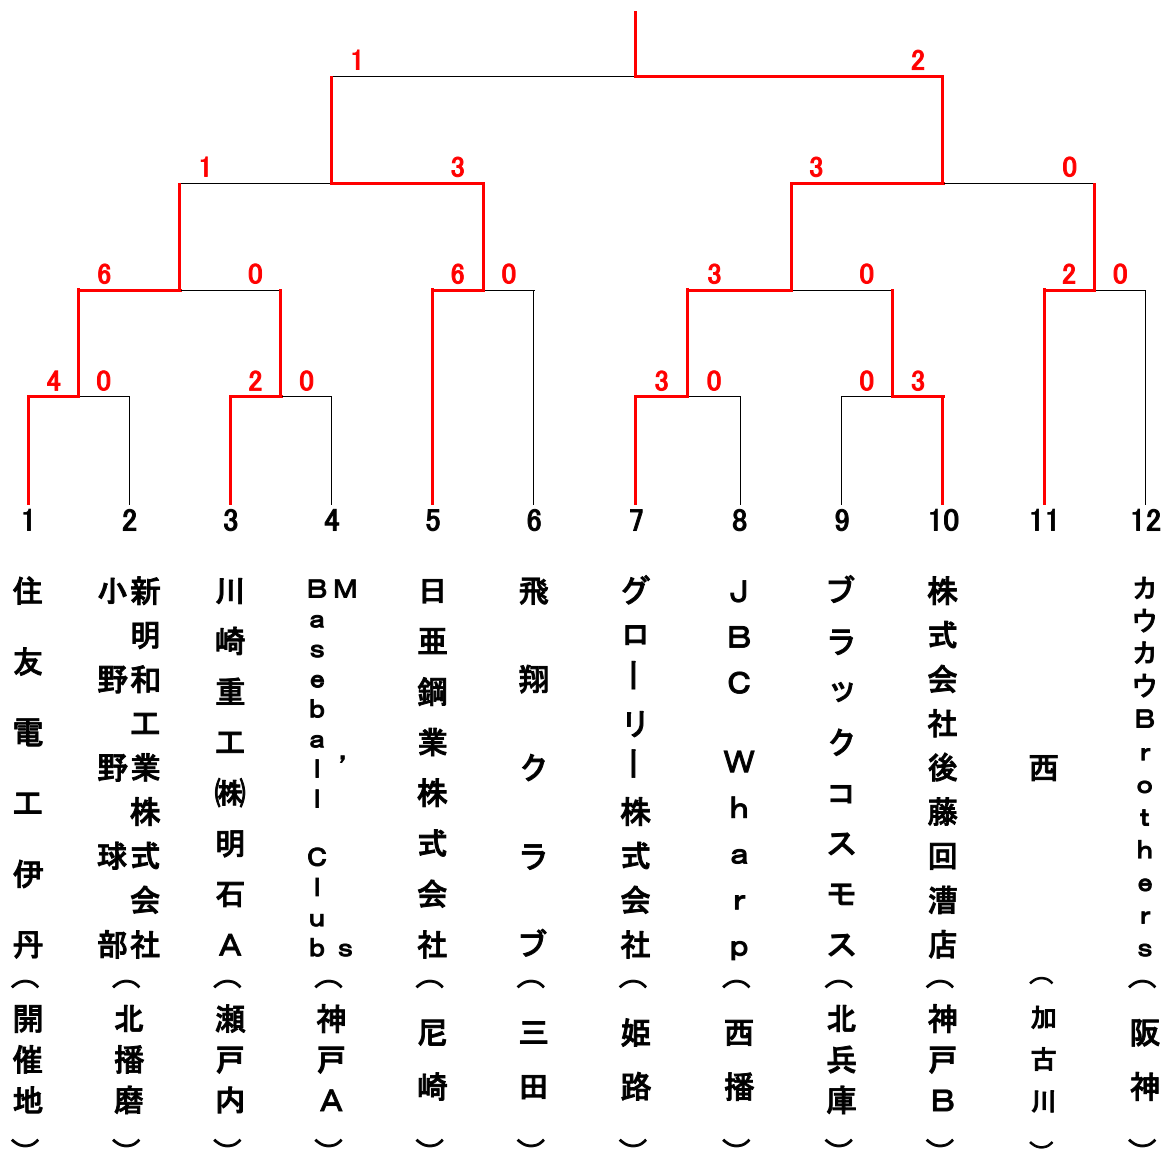 1 2
1 3 3 0
6 0 6 0 3 0 2 0
4 0 2 0 3 0 0 3
1 2 3 4 5 6 7 8 9 10 11 12
住友電工伊丹
(開催地)
新明和工業株式会社
小野野球部
(北播磨)
川崎重工㈱明石A
(瀬戸内)
M's
Baseball Club
(神戸A)
日亜鋼業株式会社
(尼崎)
飛翔クラブ
(三田)
グローリー株式会社
(姫路)
JBC Wharp
(西播)
ブラックコスモス
(北兵庫)
株式会社後藤回漕店
(神戸B)
西
(加古川)
カウカウBrothers
(阪神)